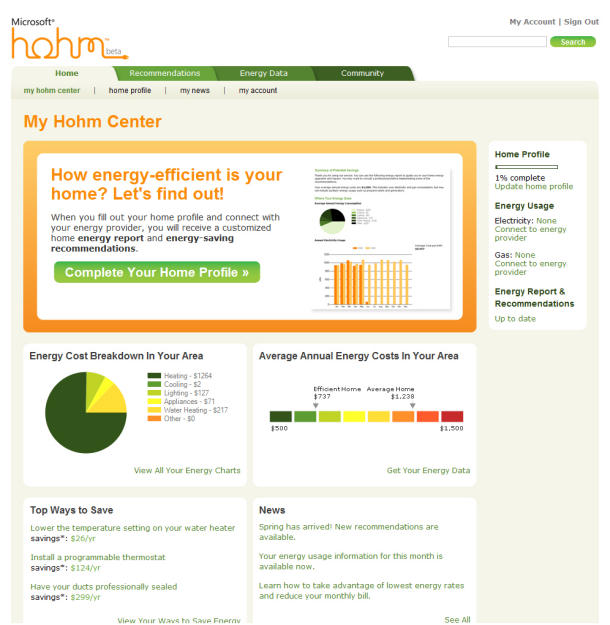 Microsoft®
My Account | Sign Out
hohm
beta
Search
Home
Recommendations
Energy Data
Community
my hohm center | home profile | my news | my account
My Hohm Center
How energy-efficient is your
home? Let's find out!
When you fill out your home profile and connect with
your energy provider, you will receive a customized
home energy report and energy-saving
recommendations.
Complete Your Home Profile »
Home Profile
1% complete
Update home profile
Energy Usage
Electricity: None
Connect to energy
provider
Gas: None
Connect to energy
provider
Energy Report &
Recommendations
Up to date
Energy Cost Breakdown In Your Area
Heating - $1264
Cooling - $2
Lighting - $127
Appliances - $71
Water Heating - $217
Other - $0
View All Your Energy Charts
Average Annual Energy Costs In Your Area
Efficient Home
$737
Average Home
$1,238
$500
$1,500
Get Your Energy Data
Top Ways to Save
Lower the temperature setting on your water heater
savings*: $26/yr
Install a programmable thermostat
savings*: $124/yr
Have your ducts professionally sealed
savings*: $299/yr
View Your Ways to Save Energy
News
Spring has arrived! New recommendations are
available.
Your energy usage information for this month is
available now.
Learn how to take advantage of lowest energy rates
and reduce your monthly bill.
See All